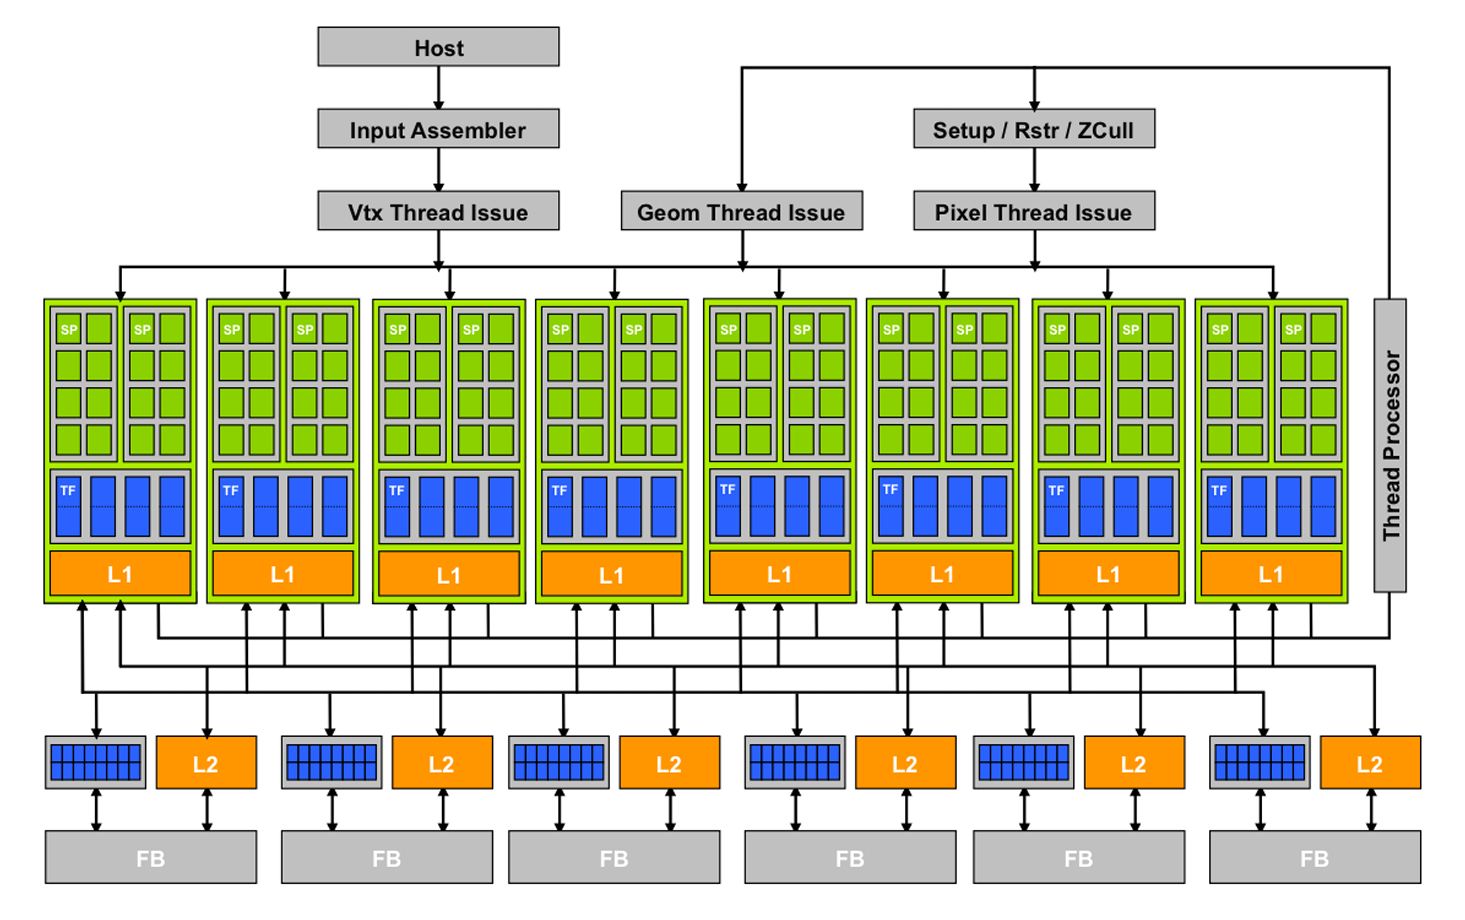 Host
Input Assembler
Setup / Rstr / ZCull
Vtx Thread Issue
Geom Thread Issue
Pixel Thread Issue
SP SP SP SP SP SP SP SP SP SP SP SP SP SP SP SP
Thread Processor
TF TF TF TF TF TF TF TF
L1 L1 L1 L1 L1 L1 L1 L1
L2 L2 L2 L2 L2 L2
FB FB FB FB FB FB